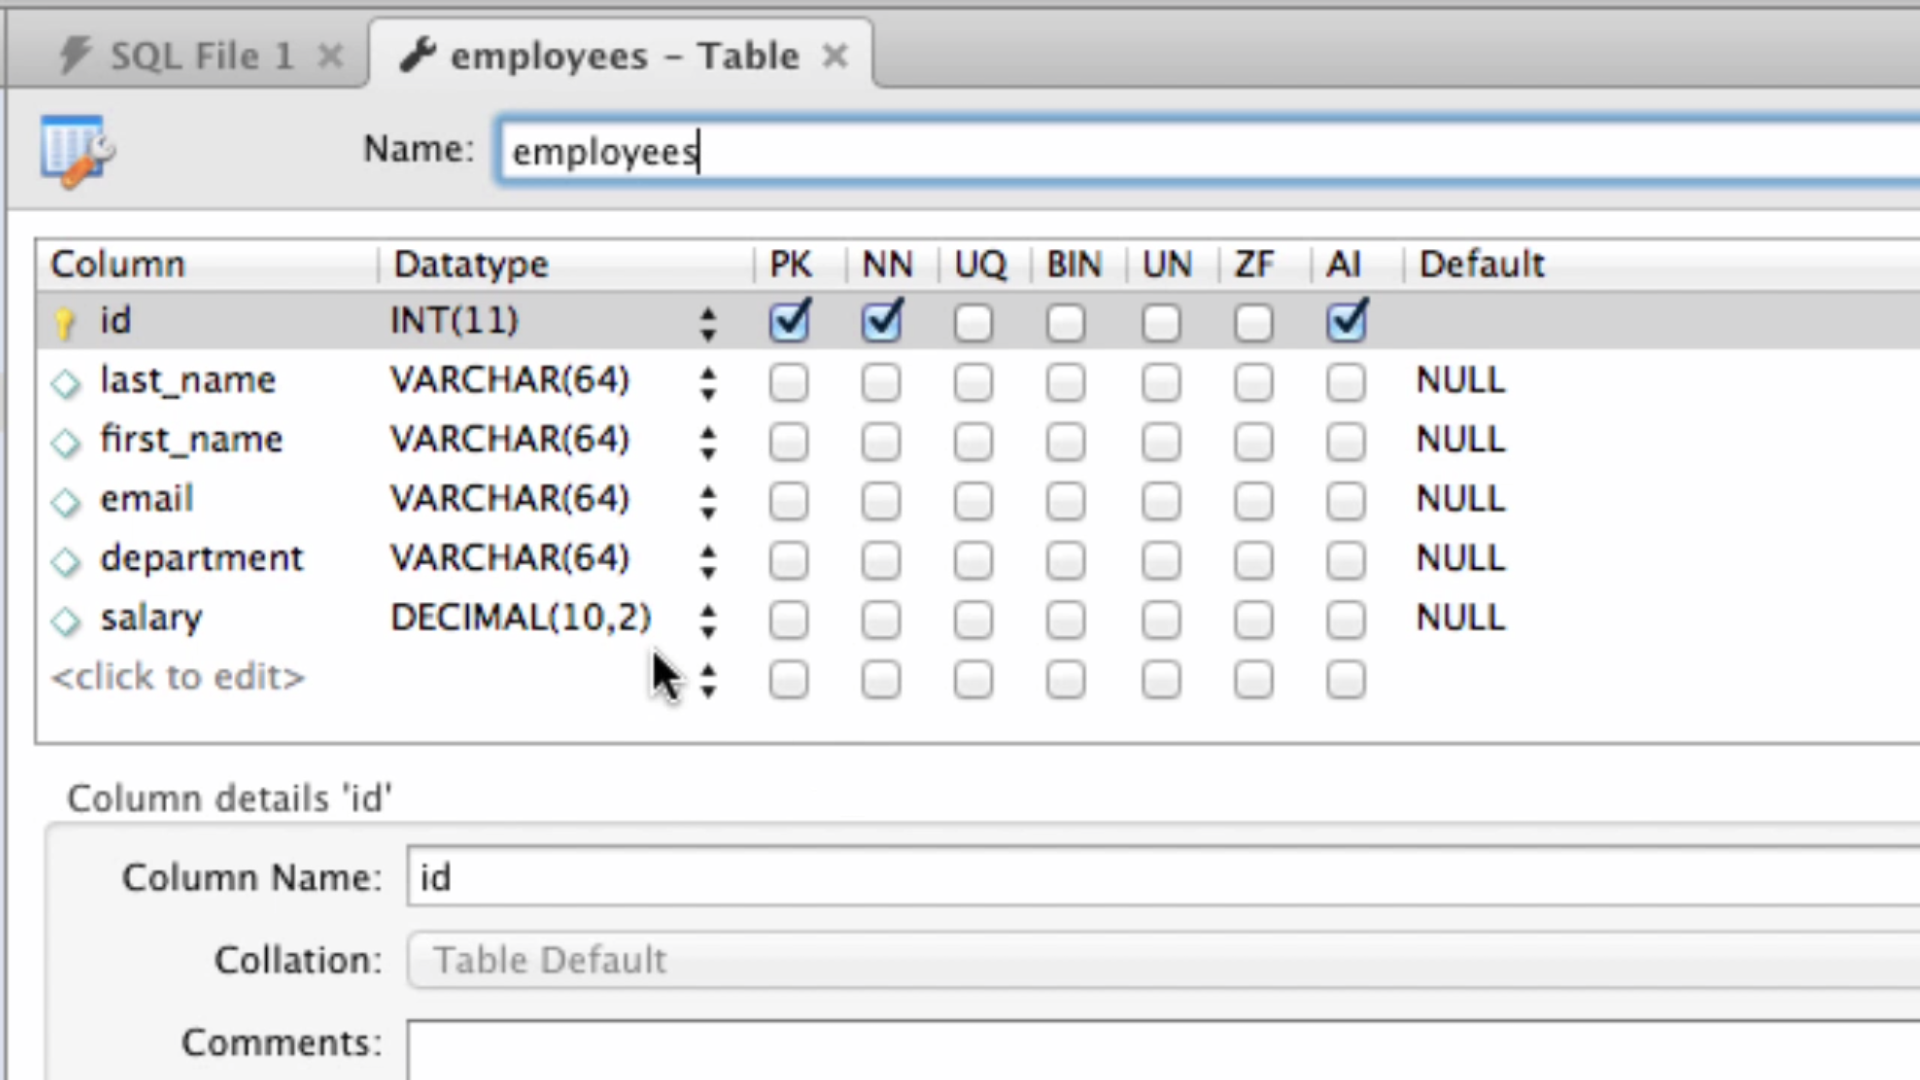 SQL File 1 employees - Table
Name: employees
Column Datatype PK NN UQ BIN UN ZF AI Default
id INT(11)
last_name VARCHAR(64) NULL
first_name VARCHAR(64) NULL
email VARCHAR(64) NULL
department VARCHAR(64) NULL
salary DECIMAL(10,2) NULL
<click to edit>
Column details 'id'
Column Name: id
Collation: Table Default
Comments: